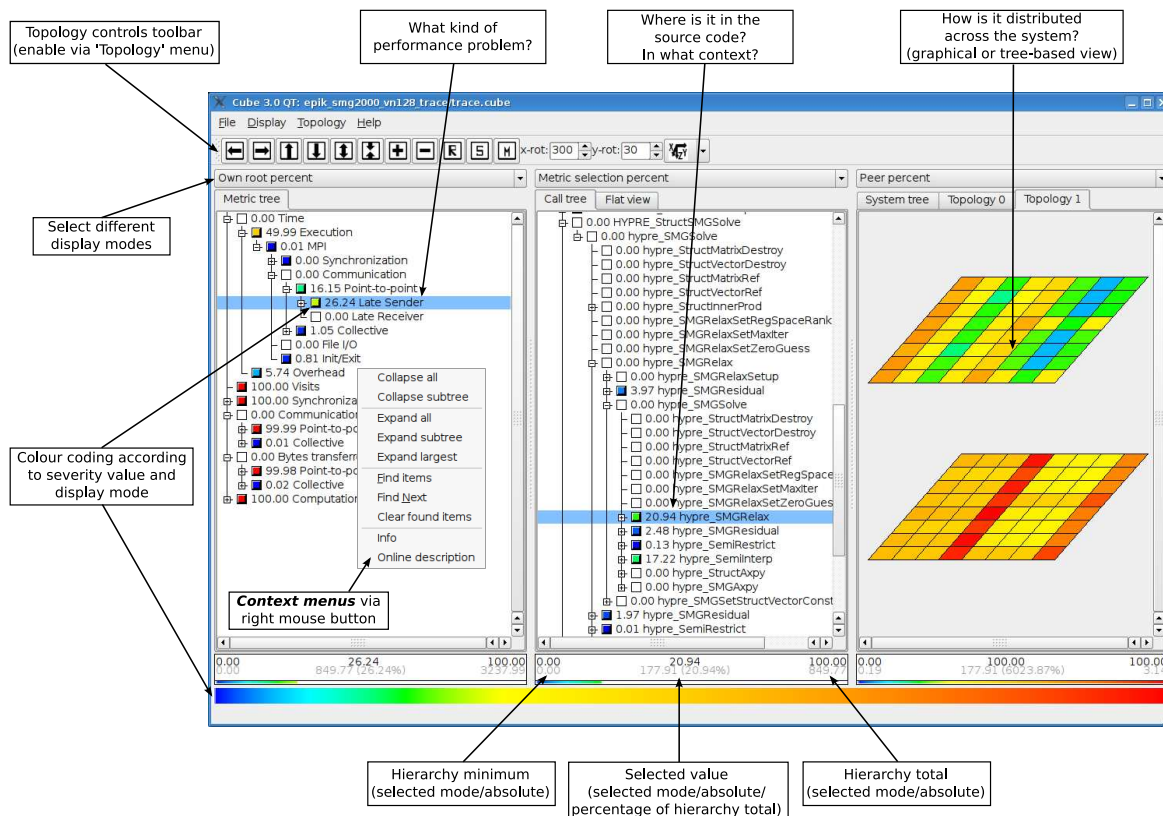 Topology controls toolbar
(enable via 'Topology' menu)
What kind of
performance problem?
Where is it in the
source code?
In what context?
How is it distributed
across the system?
(graphical or tree-based view)
Cube 3.0 QT: epik_smg2000_vn128_trace/trace.cube
File Display Topology Help
R S M x-rot: 300 y-rot: 30
Own root percent
Metric selection percent
Peer percent
Metric tree
Call tree Flat view
System tree Topology 0 Topology 1
Select different
display modes
0.00 Time
49.99 Execution
0.01 MPI
0.00 Synchronization
0.00 Communication
16.15 Point-to-point
26.24 Late Sender
0.00 Late Receiver
1.05 Collective
0.00 File I/O
0.81 Init/Exit
5.74 Overhead
100.00 Visits
100.00 Synchroniza
0.00 Communication
99.99 Point-to-po
0.01 Collective
0.00 Bytes transferre
99.98 Point-to-po
0.02 Collective
100.00 Computation
Collapse all
Collapse subtree
Expand all
Expand subtree
Expand largest
Find items
Find Next
Clear found items
Info
Online description
Colour coding according
to severity value and
display mode
Context menus via
right mouse button
0.00 HYPRE_StructSMGSolve
0.00 hypre_SMGSolve
0.00 hypre_StructMatrixDestroy
0.00 hypre_StructVectorDestroy
0.00 hypre_StructMatrixRef
0.00 hypre_StructVectorRef
0.00 hypre_StructInnerProd
0.00 hypre_SMGRelaxSetRegSpaceRank
0.00 hypre_SMGRelaxSetMaxIter
0.00 hypre_SMGRelaxSetZeroGuess
0.00 hypre_SMGRelax
0.00 hypre_SMGRelaxSetup
3.97 hypre_SMGResidual
0.00 hypre_SMGSolve
0.00 hypre_StructMatrixDestroy
0.00 hypre_StructVectorDestroy
0.00 hypre_StructMatrixRef
0.00 hypre_StructVectorRef
0.00 hypre_SMGRelaxSetRegSpace
0.00 hypre_SMGRelaxSetMaxIter
0.00 hypre_SMGRelaxSetZeroGues
20.94 hypre_SMGRelax
2.48 hypre_SMGResidual
0.13 hypre_SemiRestrict
17.22 hypre_SemiInterp
0.00 hypre_StructAxpy
0.00 hypre_SMGAxpy
0.00 hypre_SMGSetStructVectorConst
1.97 hypre_SMGResidual
0.01 hypre_SemiRestrict
0.00 26.24 100.00
0.00 849.77 (26.24%) 3237.99
0.00 20.94 100.00
0.00 177.91 (20.94%) 849.77
0.00 100.00 100.00
0.19 177.91 (6023.87%) 3.14
Hierarchy minimum
(selected mode/absolute)
Selected value
(selected mode/absolute/
percentage of hierarchy total)
Hierarchy total
(selected mode/absolute)